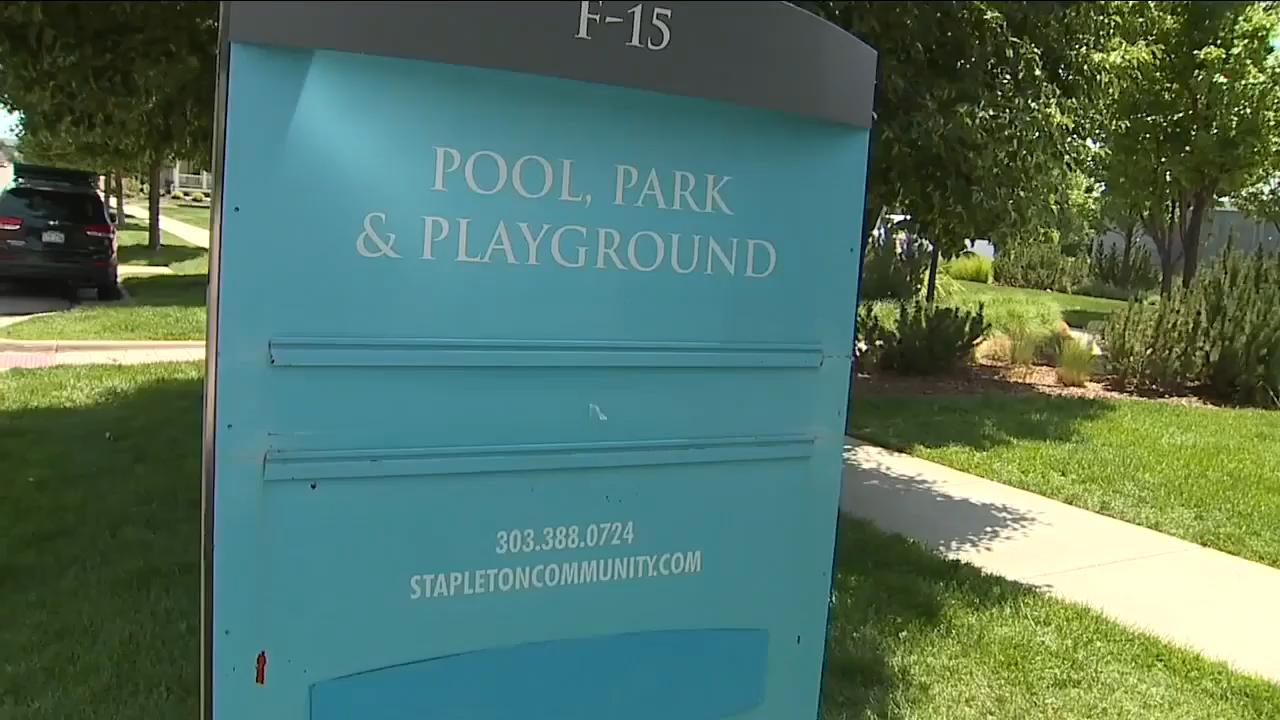 F-15
POOL, PARK
& PLAYGROUND
303.388.0724
STAPLETONCOMMUNITY.COM